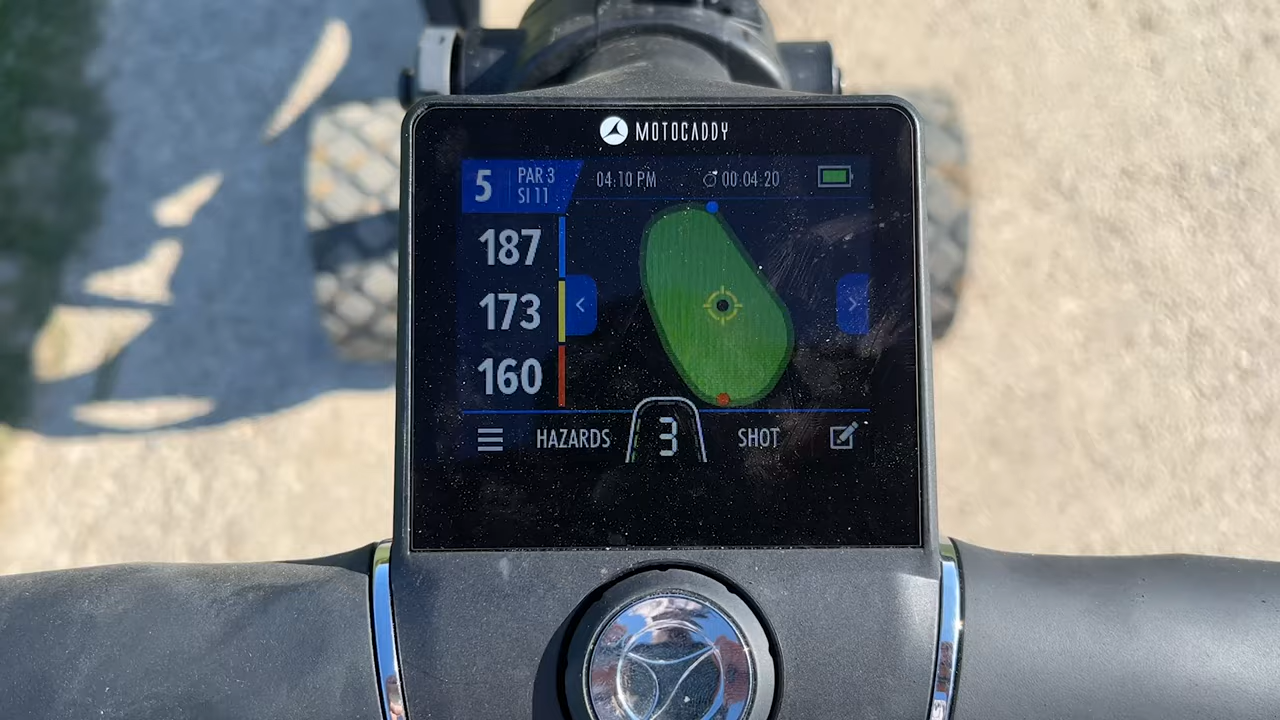 MOTOCADDY
5 PAR 3 04:10 PM 00:04:20
SI 11
187
173
160
HAZARDS 3 SHOT